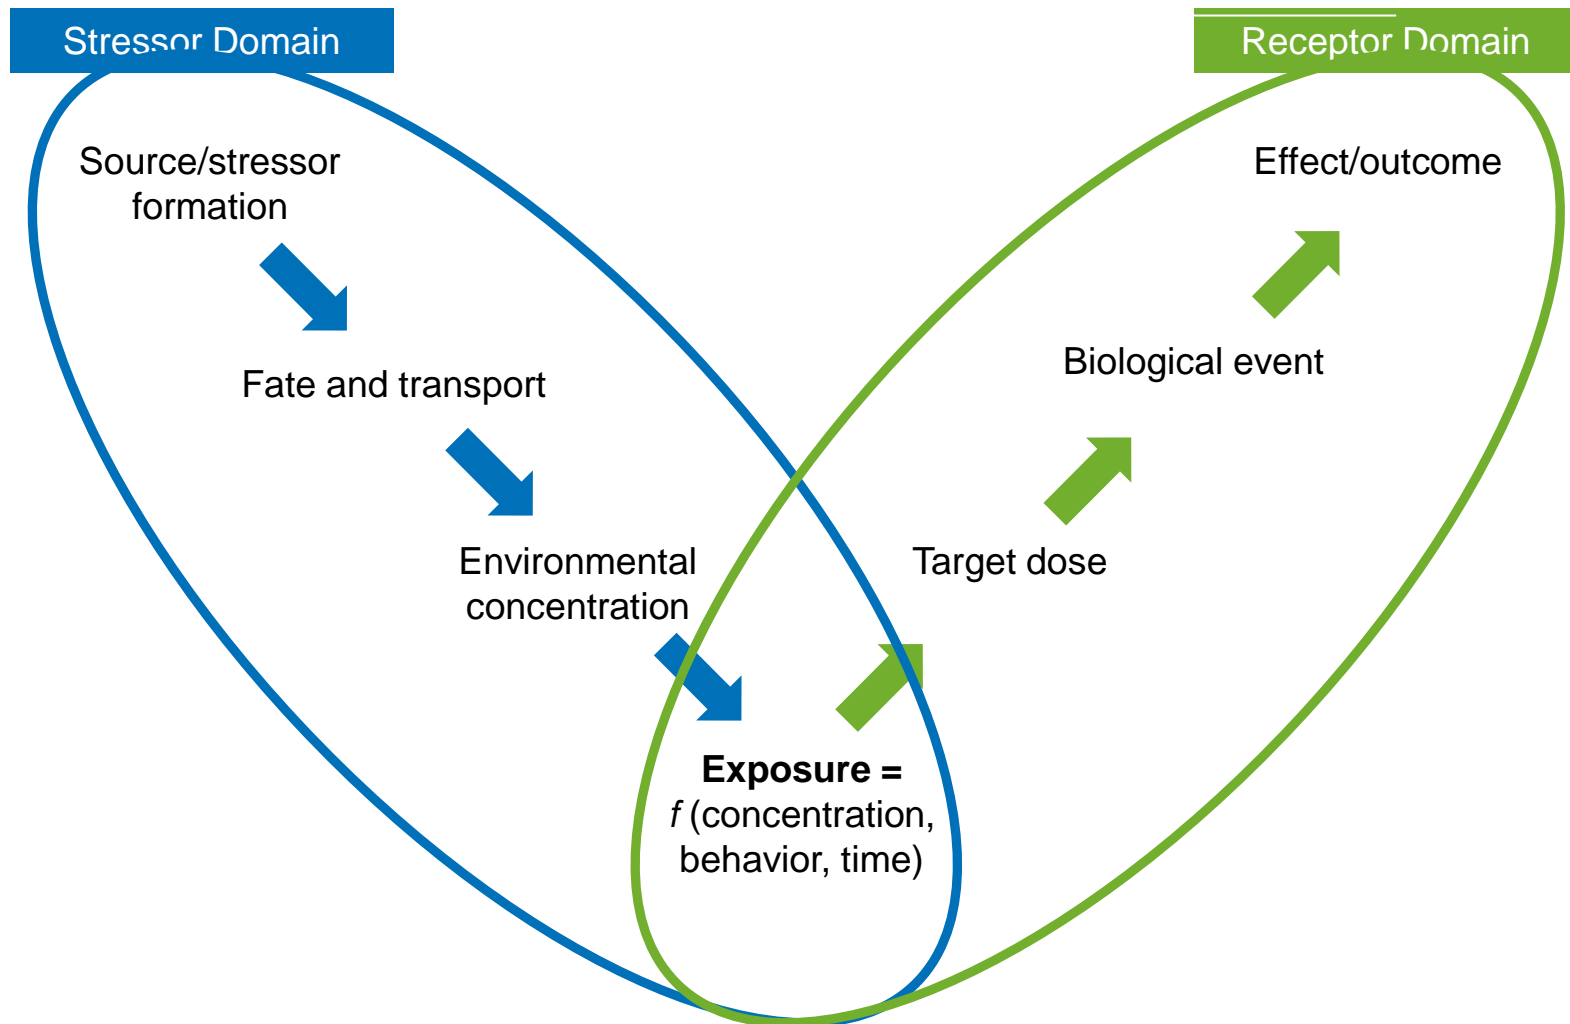 Stressor Domain
Receptor Domain
Source/stressor
formation
Fate and transport
Environmental
concentration
Exposure =
f (concentration,
behavior, time)
Target dose
Biological event
Effect/outcome